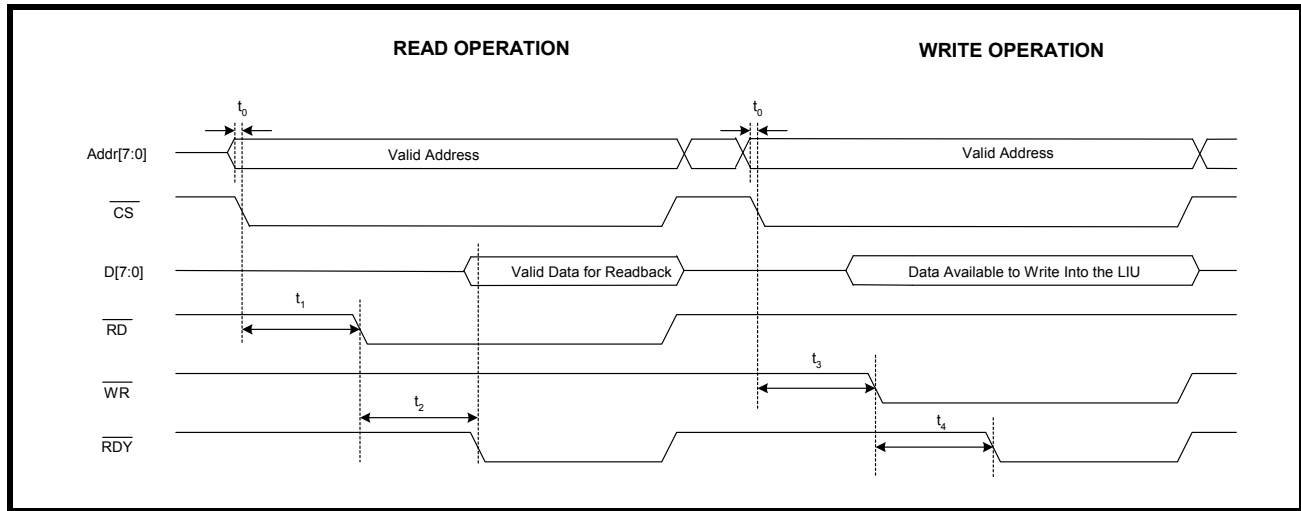 READ OPERATION WRITE OPERATION
t0 t0
Addr[7:0] Valid Address Valid Address
CS
D[7:0] Valid Data for Readback Data Available to Write Into the LIU
t1
RD
t3
WR
t2
t4
RDY